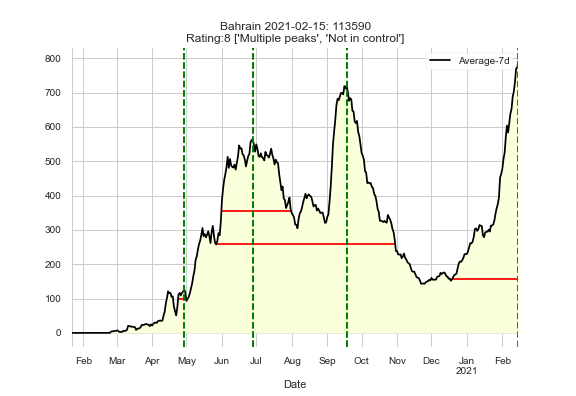 Bahrain 2021-02-15: 113590
Rating:8 ['Multiple peaks', 'Not in control']
Average-7d
800
700
600
500
400
300
200
100
0
Feb Mar Apr May Jun Jul Aug Sep Oct Nov Dec Jan Feb
2021
Date